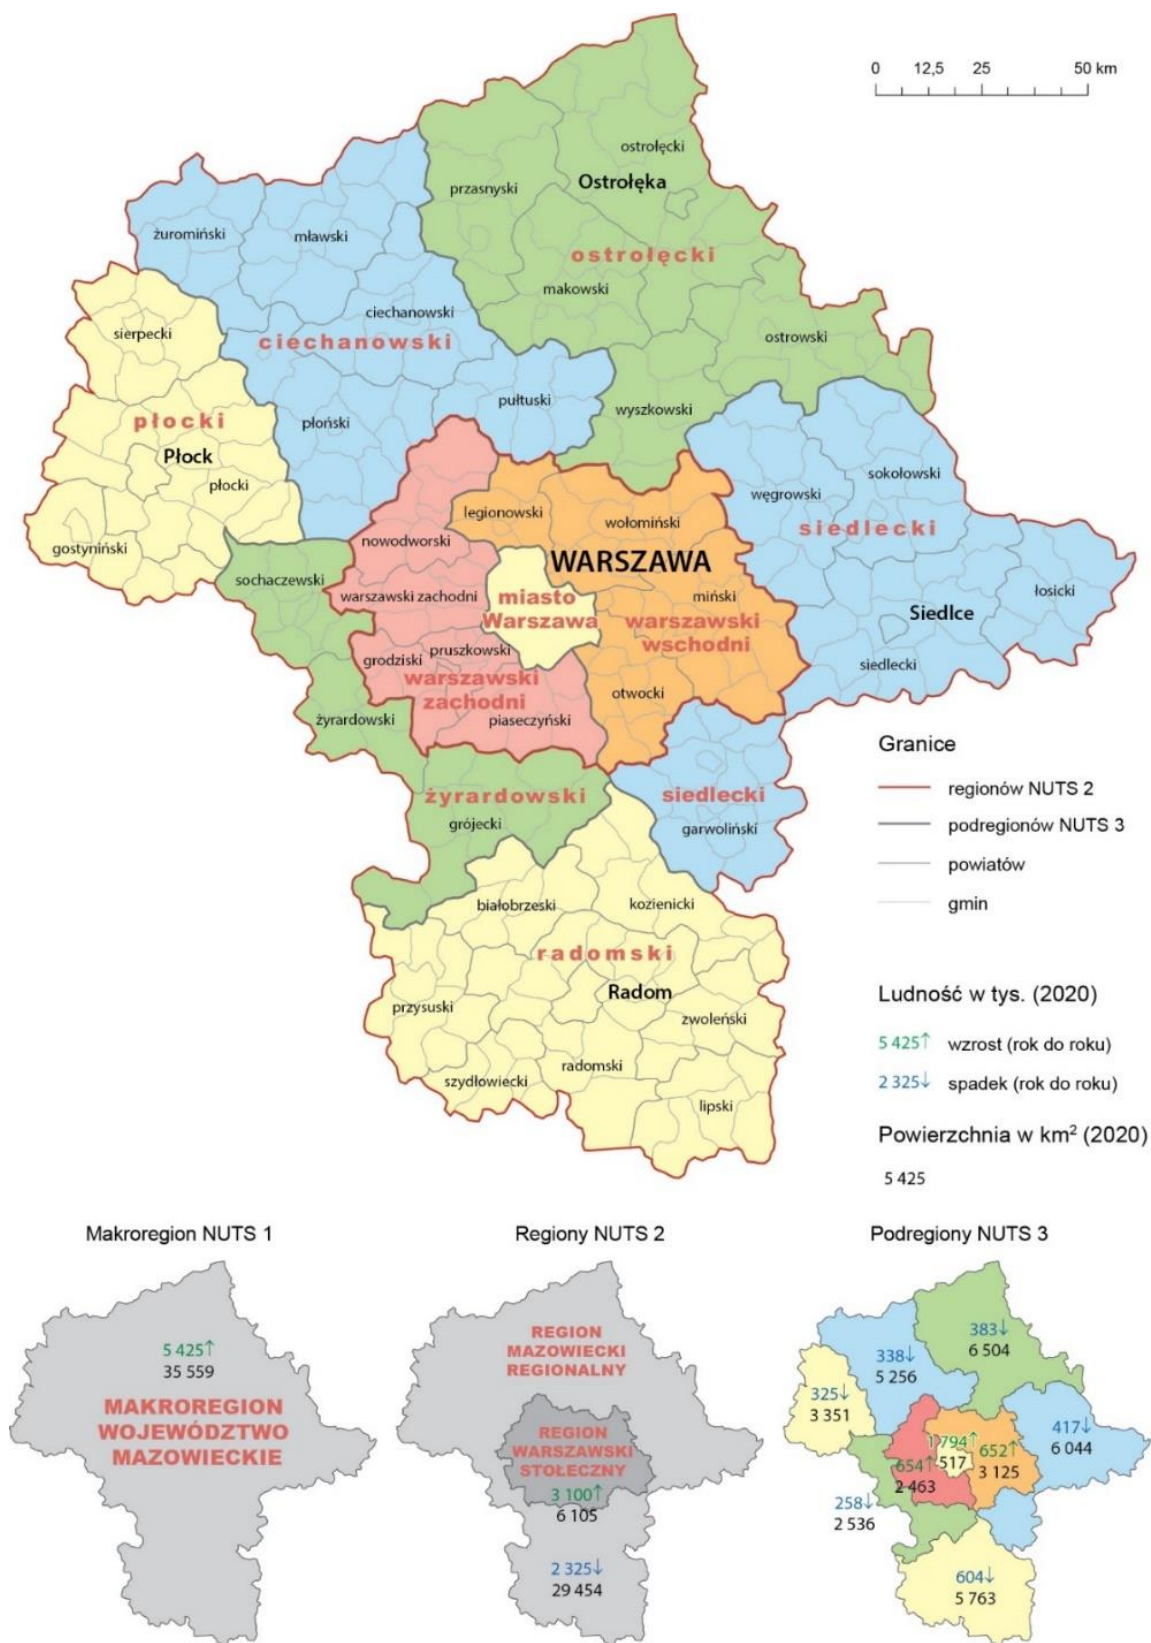 0 12,5 25 50 km
ostrołęcki
przasnyski
Ostrołęka
żuromiński
mławski
ostrołęcki
makowski
ciechanowski
sierpecki
ciechanowski
ostrowski
pułtuski
płocki
płoński
wyszkowski
Płock
sokołowski
płocki
węgrowski
legionowski
wołomiński
siedlecki
gostyniński
nowodworski
WARSZAWA
sochaczewski
warszawski zachodni
miasto
Warszawa
miński
łosicki
Siedlce
warszawski
wschodni
pruszkowski
grodziski
siedlecki
warszawski
zachodni
otwocki
żyrardowski
piaseczyński
żyrardowski
siedlecki
grójecki
garwoliński
białobrzeski
kozienicki
radomski
Radom
przysuski
zwoleński
radomski
szydłowiecki
lipski
Granice
regionów NUTS 2
podregionów NUTS 3
powiatów
gmin
Ludność w tys. (2020)
5 425↑ wzrost (rok do roku)
2 325↓ spadek (rok do roku)
Powierzchnia w km² (2020)
5 425
Makroregion NUTS 1
5 425↑
35 559
MAKROREGION
WOJEWÓDZTWO
MAZOWIECKIE
Regiony NUTS 2
REGION
MAZOWIECKI
REGIONALNY
REGION
WARSZAWSKI
STOŁECZNY
3 100↑
6 105
2 325↓
29 454
Podregiony NUTS 3
383↓
6 504
338↓
5 256
325↓
3 351
417↓
6 044
1 794↑
517
652↑
3 125
654↑
2 463
258↓
2 536
604↓
5 763